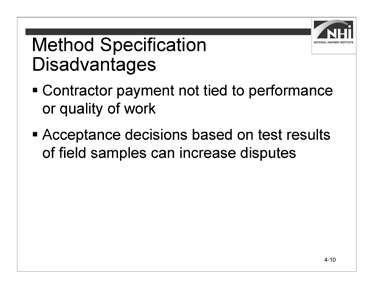 NHI
NATIONAL HIGHWAY INSTITUTE
Method Specification
Disadvantages
▪ Contractor payment not tied to performance
or quality of work
▪ Acceptance decisions based on test results
of field samples can increase disputes
4-10